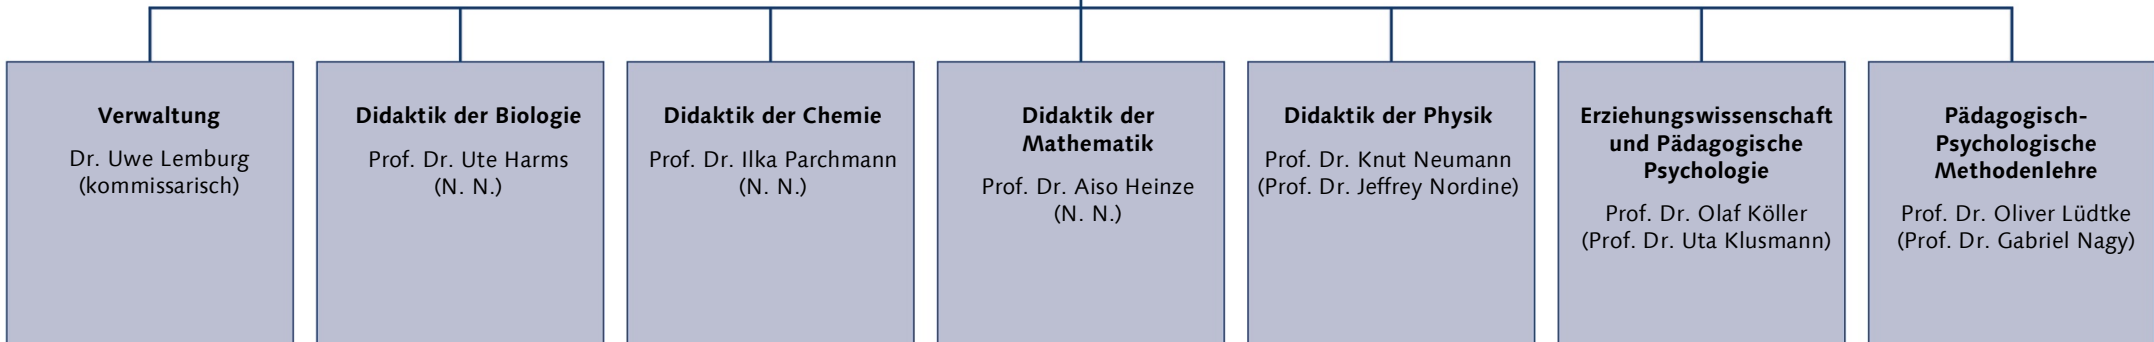 Verwaltung
Dr. Uwe Lemburg
(kommissarisch)
Didaktik der Biologie
Prof. Dr. Ute Harms
(N. N.)
Didaktik der Chemie
Prof. Dr. Ilka Parchmann
(N. N.)
Didaktik der
Mathematik
Prof. Dr. Aiso Heinze
(N. N.)
Didaktik der Physik
Prof. Dr. Knut Neumann
(Prof. Dr. Jeffrey Nordine)
Erziehungswissenschaft
und Pädagogische
Psychologie
Prof. Dr. Olaf Köller
(Prof. Dr. Uta Klusmann)
Pädagogisch-
Psychologische
Methodenlehre
Prof. Dr. Oliver Lüdtke
(Prof. Dr. Gabriel Nagy)